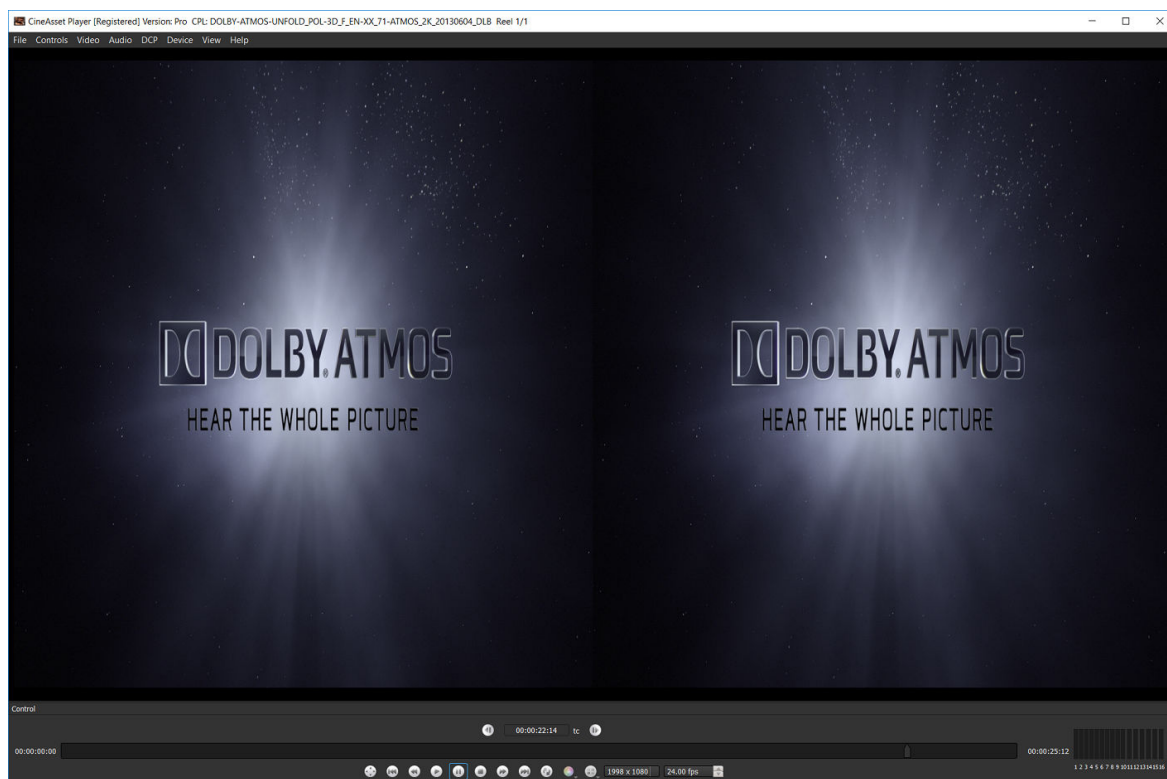 CineAsset Player [Registered] Version: Pro CPL: DOLBY-ATMOS-UNFOLD_POL-3D_F_EN-XX_71-ATMOS_2K_20130604_DLB Reel 1/1
File Controls Video Audio DCP Device View Help
DOLBY® ATMOS DOLBY® ATMOS
HEAR THE WHOLE PICTURE HEAR THE WHOLE PICTURE
Control
00:00:22:14 tc
00:00:00:00 00:00:25:12
1998 x 1080 24.00 fps 1 2 3 4 5 6 7 8 9 10 11 12 13 14 15 16